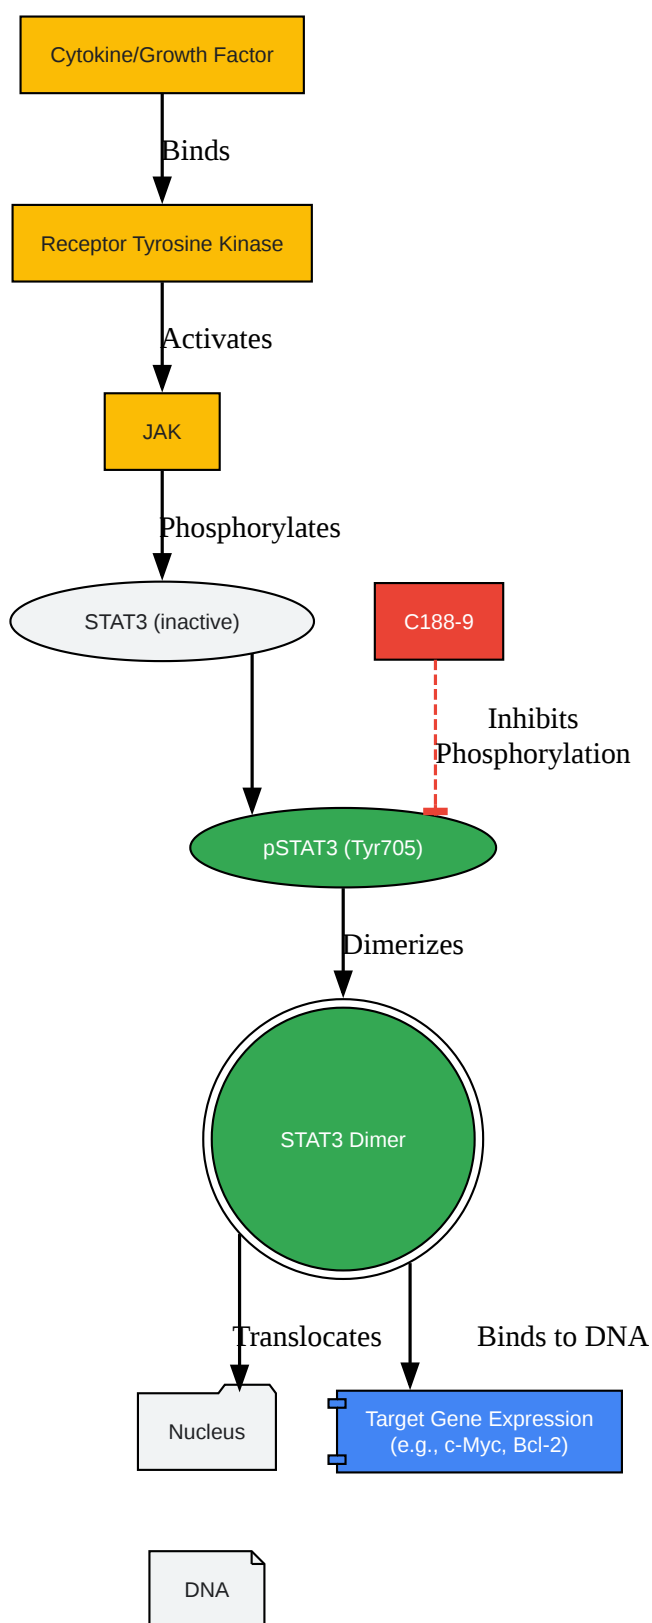 Cytokine/Growth Factor
Binds
Receptor Tyrosine Kinase
Activates
JAK
Phosphorylates
STAT3 (inactive)
C188-9
Inhibits
Phosphorylation
pSTAT3 (Tyr705)
Dimerizes
STAT3 Dimer
Translocates
Binds to DNA
Nucleus
Target Gene Expression
(e.g., c-Myc, Bcl-2)
DNA